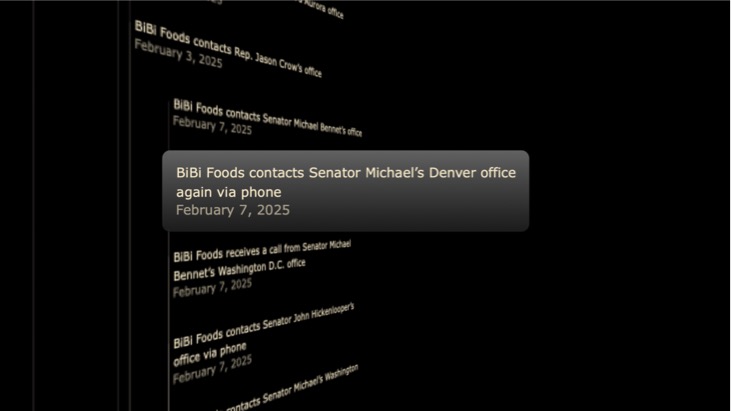 Aurora office
BiBi Foods contacts Rep. Jason Crow's office
February 3, 2025
BiBi Foods contacts Senator Michael Bennet's office
February 7, 2025
BiBi Foods contacts Senator Michael’s Denver office
again via phone
February 7, 2025
BiBi Foods receives a call from Senator Michael
Bennet's Washington D.C. office
February 7, 2025
BiBi Foods contacts Senator John Hickenlooper's
office via phone
February 7, 2025
contacts Senator Michael's Washington